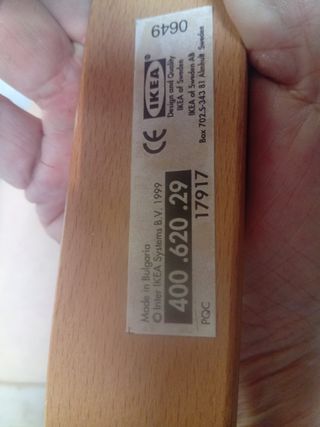 Made in Bulgaria
© Inter IKEA Systems B.V. 1999
400.620.29
17917
PQC
CE
IKEA
Design and Quality
IKEA of Sweden
IKEA of Sweden AB
Box 702.S-343 81 Älmhult Sweden
0649